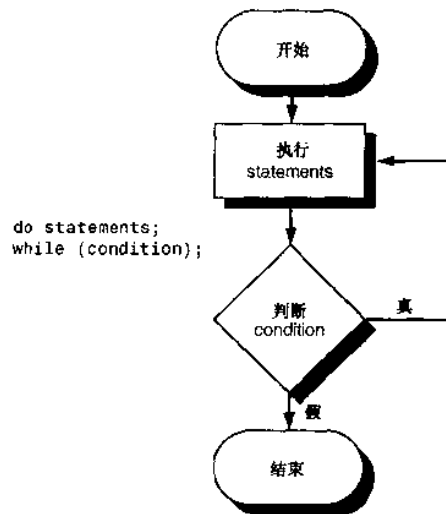 开始
执行
statements
do statements;
while (condition);
判断
condition
真
假
结束